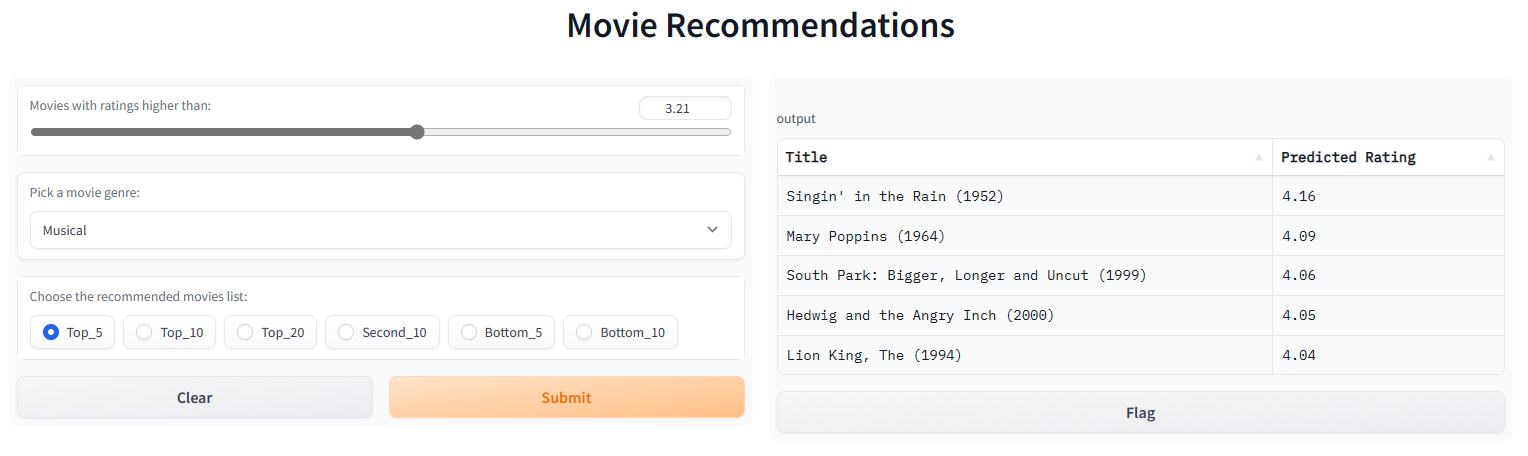 Movie Recommendations
Movies with ratings higher than:
3.21
Pick a movie genre:
Musical
Choose the recommended movies list:
Top_5 Top_10 Top_20 Second_10 Bottom_5 Bottom_10
Clear Submit
output
Title Predicted Rating
Singin' in the Rain (1952) 4.16
Mary Poppins (1964) 4.09
South Park: Bigger, Longer and Uncut (1999) 4.06
Hedwig and the Angry Inch (2000) 4.05
Lion King, The (1994) 4.04
Flag